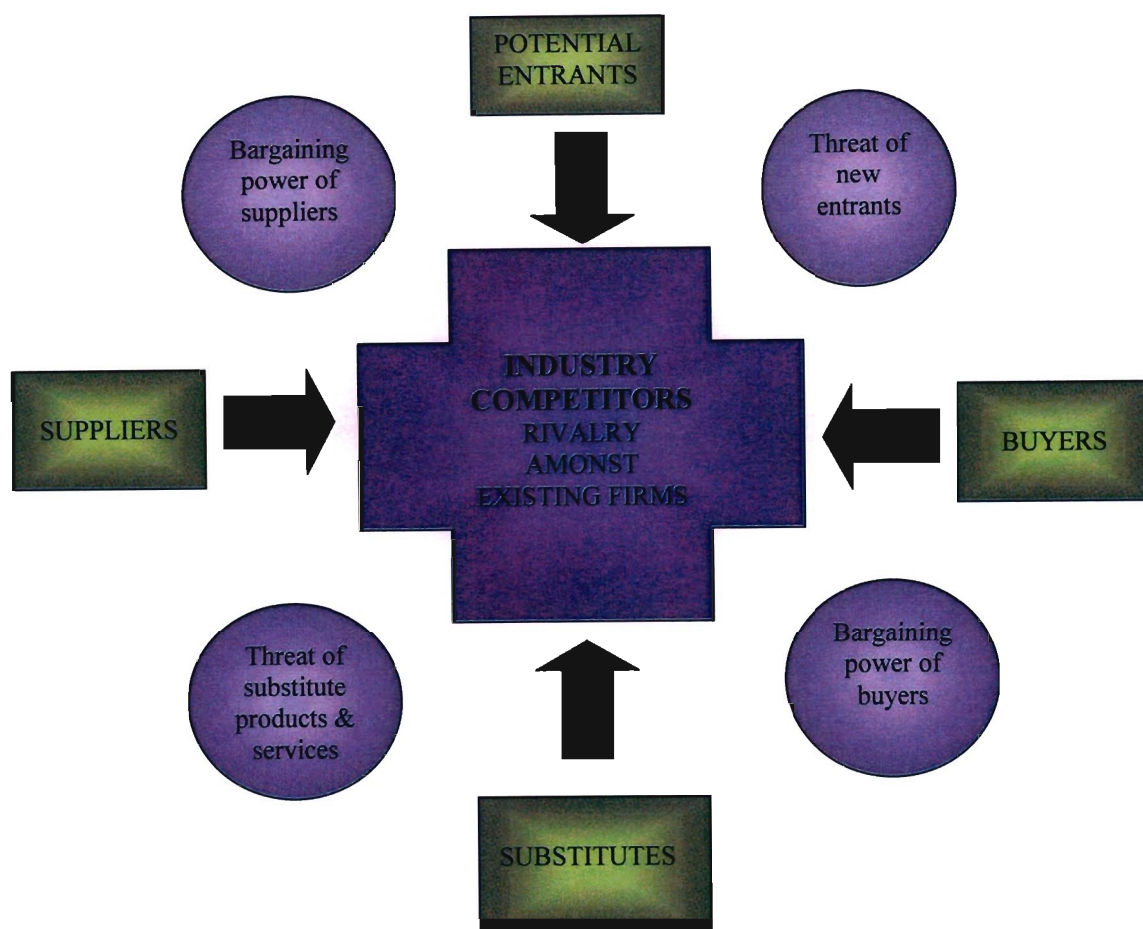 POTENTIAL
ENTRANTS
Bargaining
power of
suppliers
Threat of
new
entrants
SUPPLIERS
INDUSTRY
COMPETITORS
RIVALRY
AMONST
EXISTING FIRMS
BUYERS
Threat of
substitute
products &
services
Bargaining
power of
buyers
SUBSTITUTES